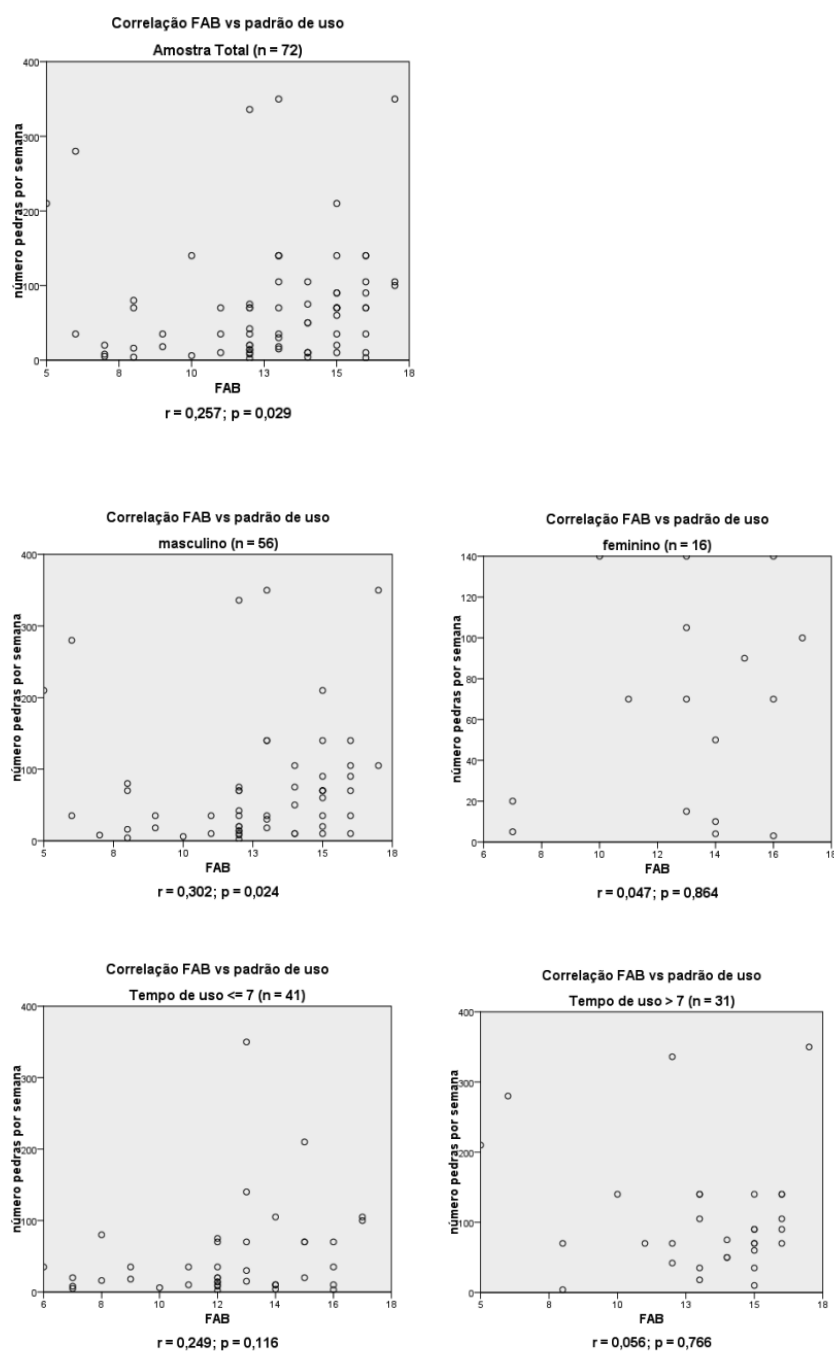 Correlação FAB vs padrão de uso
Amostra Total (n = 72)
número pedras por semana
400
300
200
100
0
5 8 10 13 15 18
FAB
r = 0,257; p = 0,029
Correlação FAB vs padrão de uso
masculino (n = 56)
número pedras por semana
400
300
200
100
0
5 8 10 13 15 18
FAB
r = 0,302; p = 0,024
Correlação FAB vs padrão de uso
feminino (n = 16)
número pedras por semana
140
120
100
80
60
40
20
0
6 8 10 12 14 16 18
FAB
r = 0,047; p = 0,864
Correlação FAB vs padrão de uso
Tempo de uso <= 7 (n = 41)
número pedras por semana
400
300
200
100
0
6 8 10 12 14 16 18
FAB
r = 0,249; p = 0,116
Correlação FAB vs padrão de uso
Tempo de uso > 7 (n = 31)
número pedras por semana
400
300
200
100
0
5 8 10 13 15 18
FAB
r = 0,056; p = 0,766